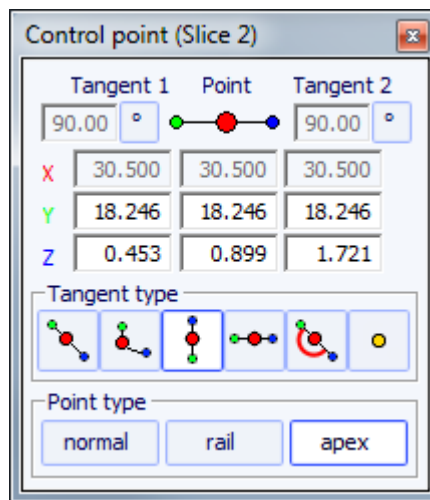 Control point (Slice 2) x
Tangent 1 Point Tangent 2
90.00 ° 90.00 °
X 30.500 30.500 30.500
Y 18.246 18.246 18.246
Z 0.453 0.899 1.721
Tangent type
Point type
normal rail apex